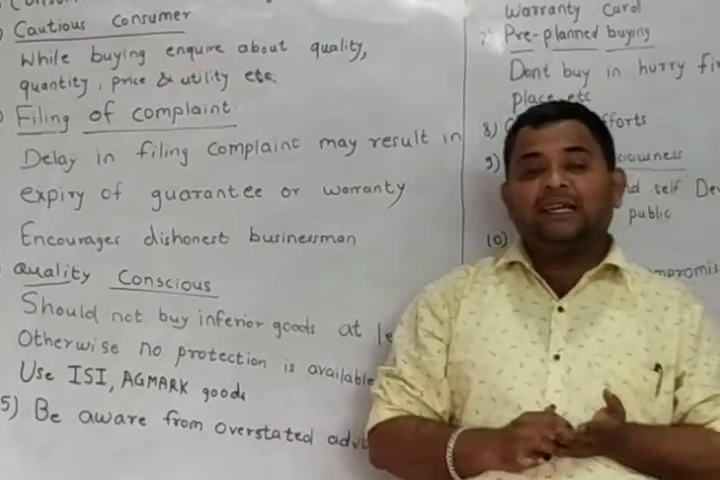 Cautious Consumer
While buying enquire about quality,
quantity, price & utility etc.
Filing of complaint.
Delay in filing complaint may result in
expiry of guarantee or warranty
Encourages dishonest businessman
Quality Conscious
Should not buy inferior goods at
Otherwise no protection is available
Use ISI, AGMARK goods
5) Be aware from overstated
Warranty Card
7. Pre-planned buying
Dont buy in hurry
place etc
8)
9)
self
public
10)